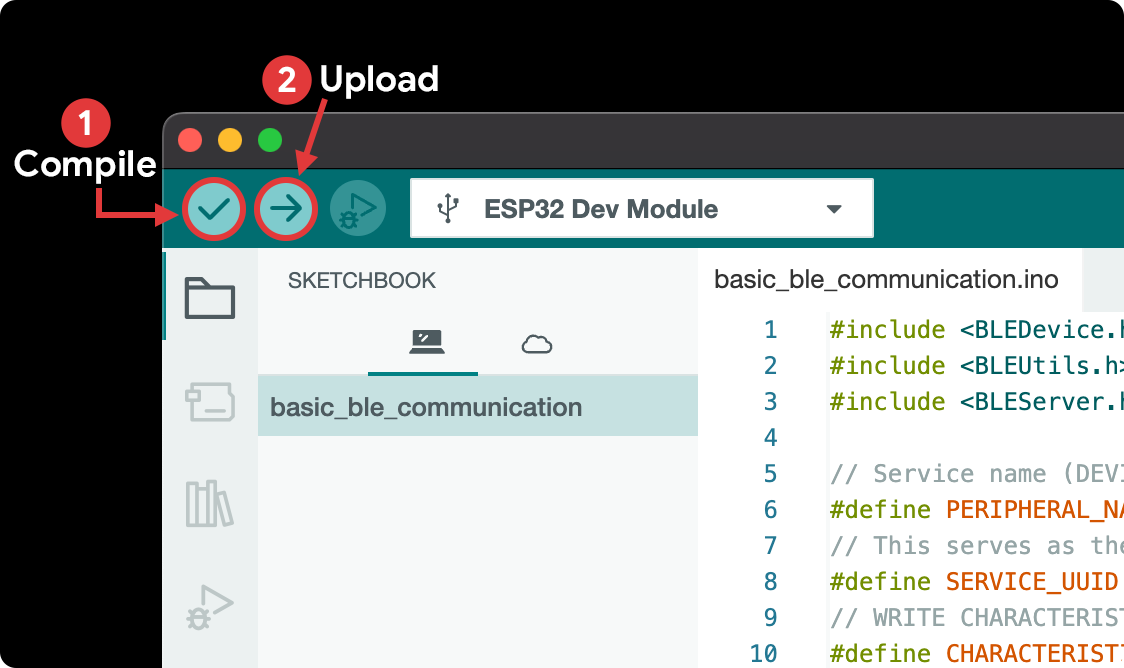 2 Upload
1
Compile
ESP32 Dev Module
SKETCHBOOK
basic_ble_communication
basic_ble_communication.ino
1 #include <BLEDevice.h
2 #include <BLEUtils.h>
3 #include <BLEServer.h
4
5 // Service name (DEVI
6 #define PERIPHERAL_NA
7 // This serves as the
8 #define SERVICE_UUID
9 // WRITE CHARACTERIST
10 #define CHARACTERISTI